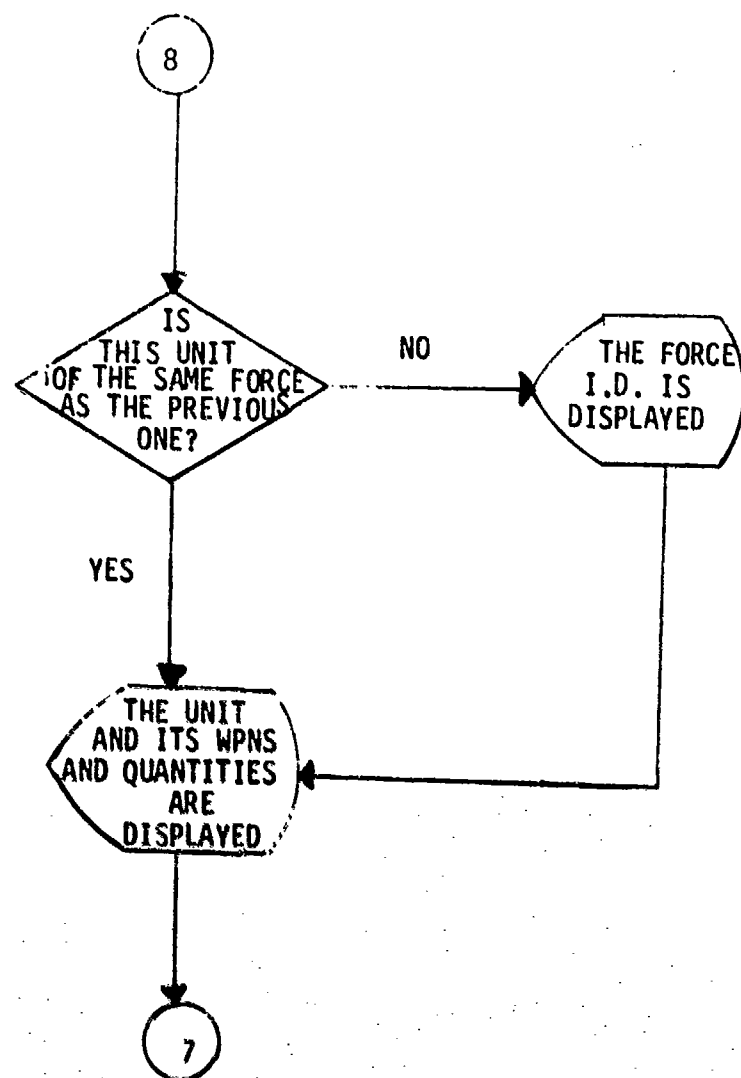 8
IS
THIS UNIT
OF THE SAME FORCE
AS THE PREVIOUS
ONE?
NO
THE FORCE
I.D. IS
DISPLAYED
YES
THE UNIT
AND ITS WPNS
AND QUANTITIES
ARE
DISPLAYED
7